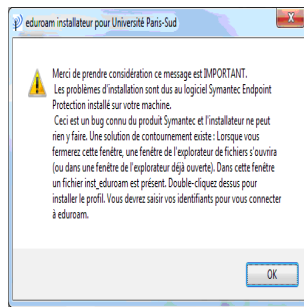 eduroam installateur pour Université Paris-Sud
Merci de prendre considération ce message est IMPORTANT.
Les problèmes d'installation sont dus au logiciel Symantec Endpoint
Protection installé sur votre machine.
Ceci est un bug connu du produit Symantec et l'installateur ne peut
rien y faire. Une solution de contournement existe : Lorsque vous
fermerez cette fenêtre, une fenêtre de l'explorateur de fichiers s'ouvrira
(ou dans une fenêtre de l'explorateur déjà ouverte). Dans cette fenêtre
un fichier inst_eduroam est présent. Double-cliquez dessus pour
installer le profil. Vous devrez saisir vos identifiants pour vous connecter
à eduroam.
OK